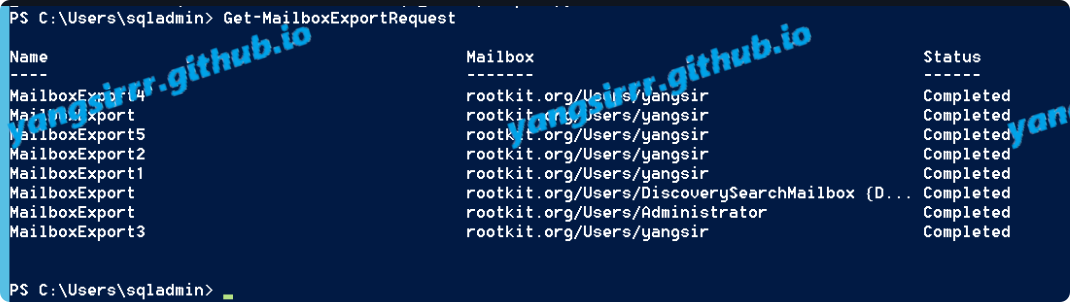 PS C:\Users\sqladmin> Get-MailboxExportRequest
Name Mailbox Status
---- ------- ------
MailboxExport4 rootkit.org/Users/yangsir Completed
MailboxExport rootkit.org/Users/yangsir Completed
MailboxExport5 rootkit.org/Users/yangsir Completed
MailboxExport2 rootkit.org/Users/yangsir Completed
MailboxExport1 rootkit.org/Users/yangsir Completed
MailboxExport rootkit.org/Users/DiscoverySearchMailbox {D... Completed
MailboxExport rootkit.org/Users/Administrator Completed
MailboxExport3 rootkit.org/Users/yangsir Completed
PS C:\Users\sqladmin>
yangsirrr.github.io
yangsirrr.github.io